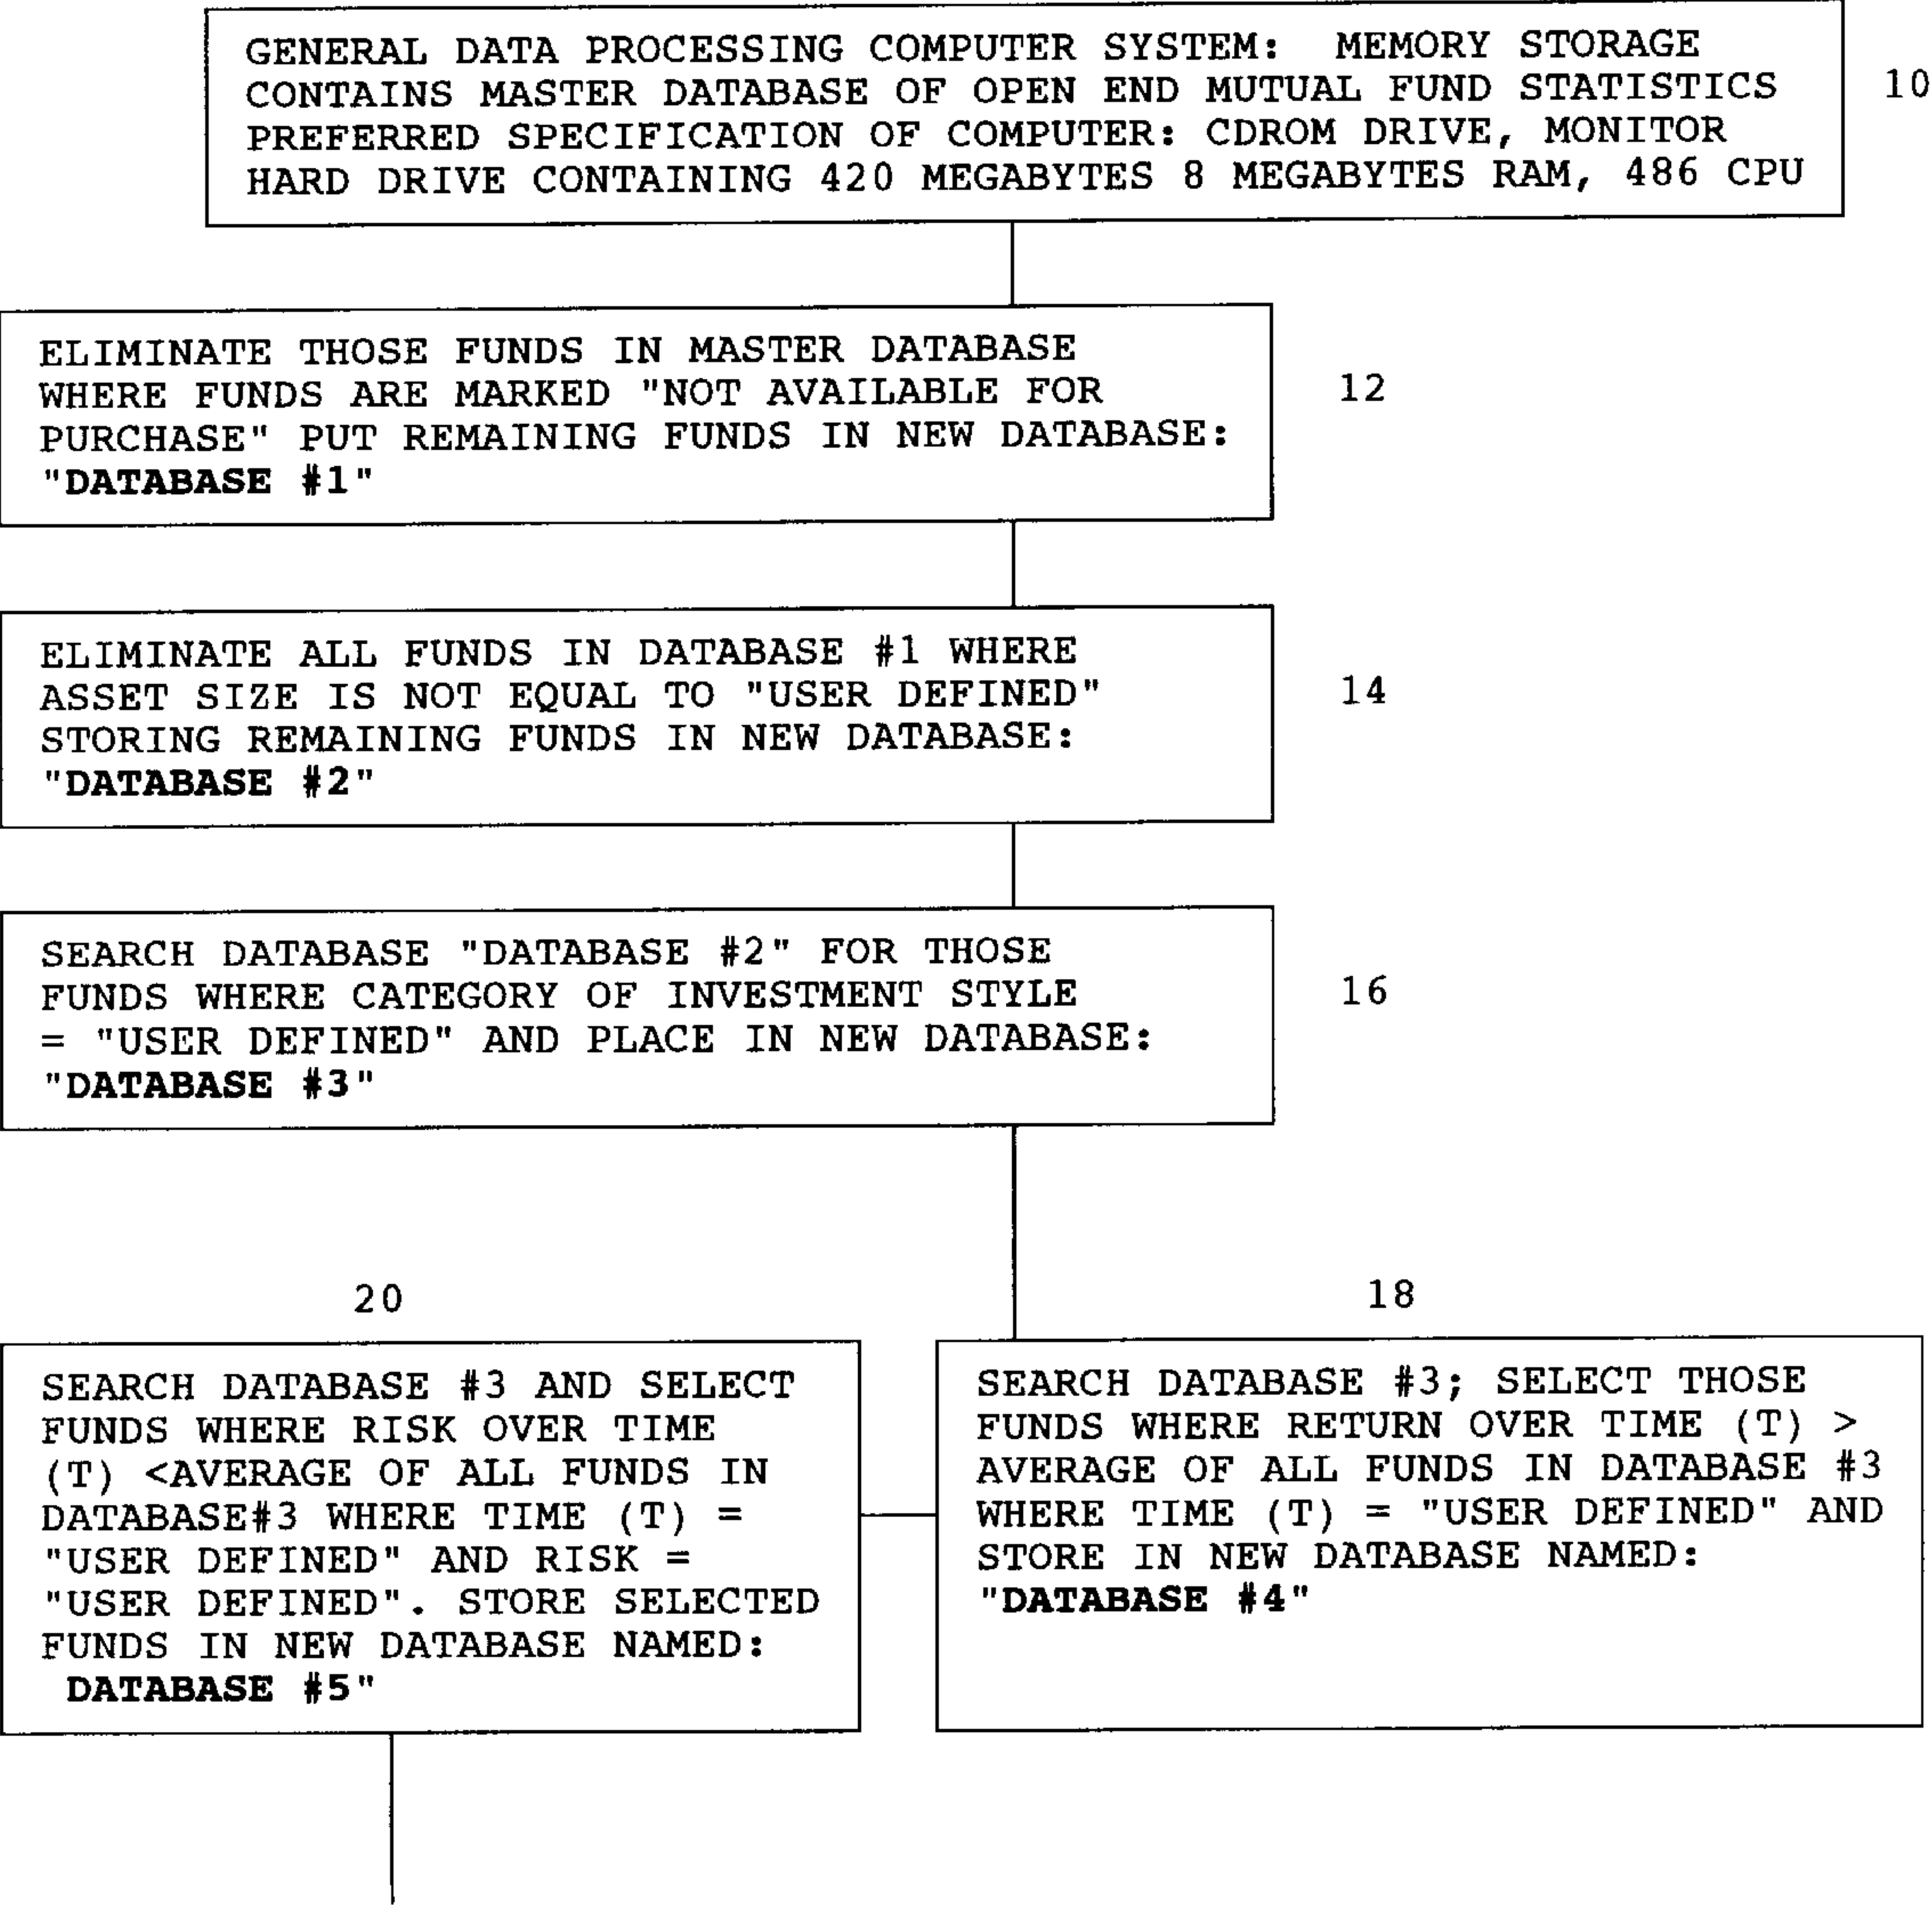 GENERAL DATA PROCESSING COMPUTER SYSTEM: MEMORY STORAGE
CONTAINS MASTER DATABASE OF OPEN END MUTUAL FUND STATISTICS
PREFERRED SPECIFICATION OF COMPUTER: CDROM DRIVE, MONITOR
HARD DRIVE CONTAINING 420 MEGABYTES 8 MEGABYTES RAM, 486 CPU
10
ELIMINATE THOSE FUNDS IN MASTER DATABASE
WHERE FUNDS ARE MARKED "NOT AVAILABLE FOR
PURCHASE" PUT REMAINING FUNDS IN NEW DATABASE:
"DATABASE #1"
12
ELIMINATE ALL FUNDS IN DATABASE #1 WHERE
ASSET SIZE IS NOT EQUAL TO "USER DEFINED"
STORING REMAINING FUNDS IN NEW DATABASE:
"DATABASE #2"
14
SEARCH DATABASE "DATABASE #2" FOR THOSE
FUNDS WHERE CATEGORY OF INVESTMENT STYLE
= "USER DEFINED" AND PLACE IN NEW DATABASE:
"DATABASE #3"
16
20
SEARCH DATABASE #3 AND SELECT
FUNDS WHERE RISK OVER TIME
(T) <AVERAGE OF ALL FUNDS IN
DATABASE#3 WHERE TIME (T) =
"USER DEFINED" AND RISK =
"USER DEFINED". STORE SELECTED
FUNDS IN NEW DATABASE NAMED:
DATABASE #5"
18
SEARCH DATABASE #3; SELECT THOSE
FUNDS WHERE RETURN OVER TIME (T) >
AVERAGE OF ALL FUNDS IN DATABASE #3
WHERE TIME (T) = "USER DEFINED" AND
STORE IN NEW DATABASE NAMED:
"DATABASE #4"